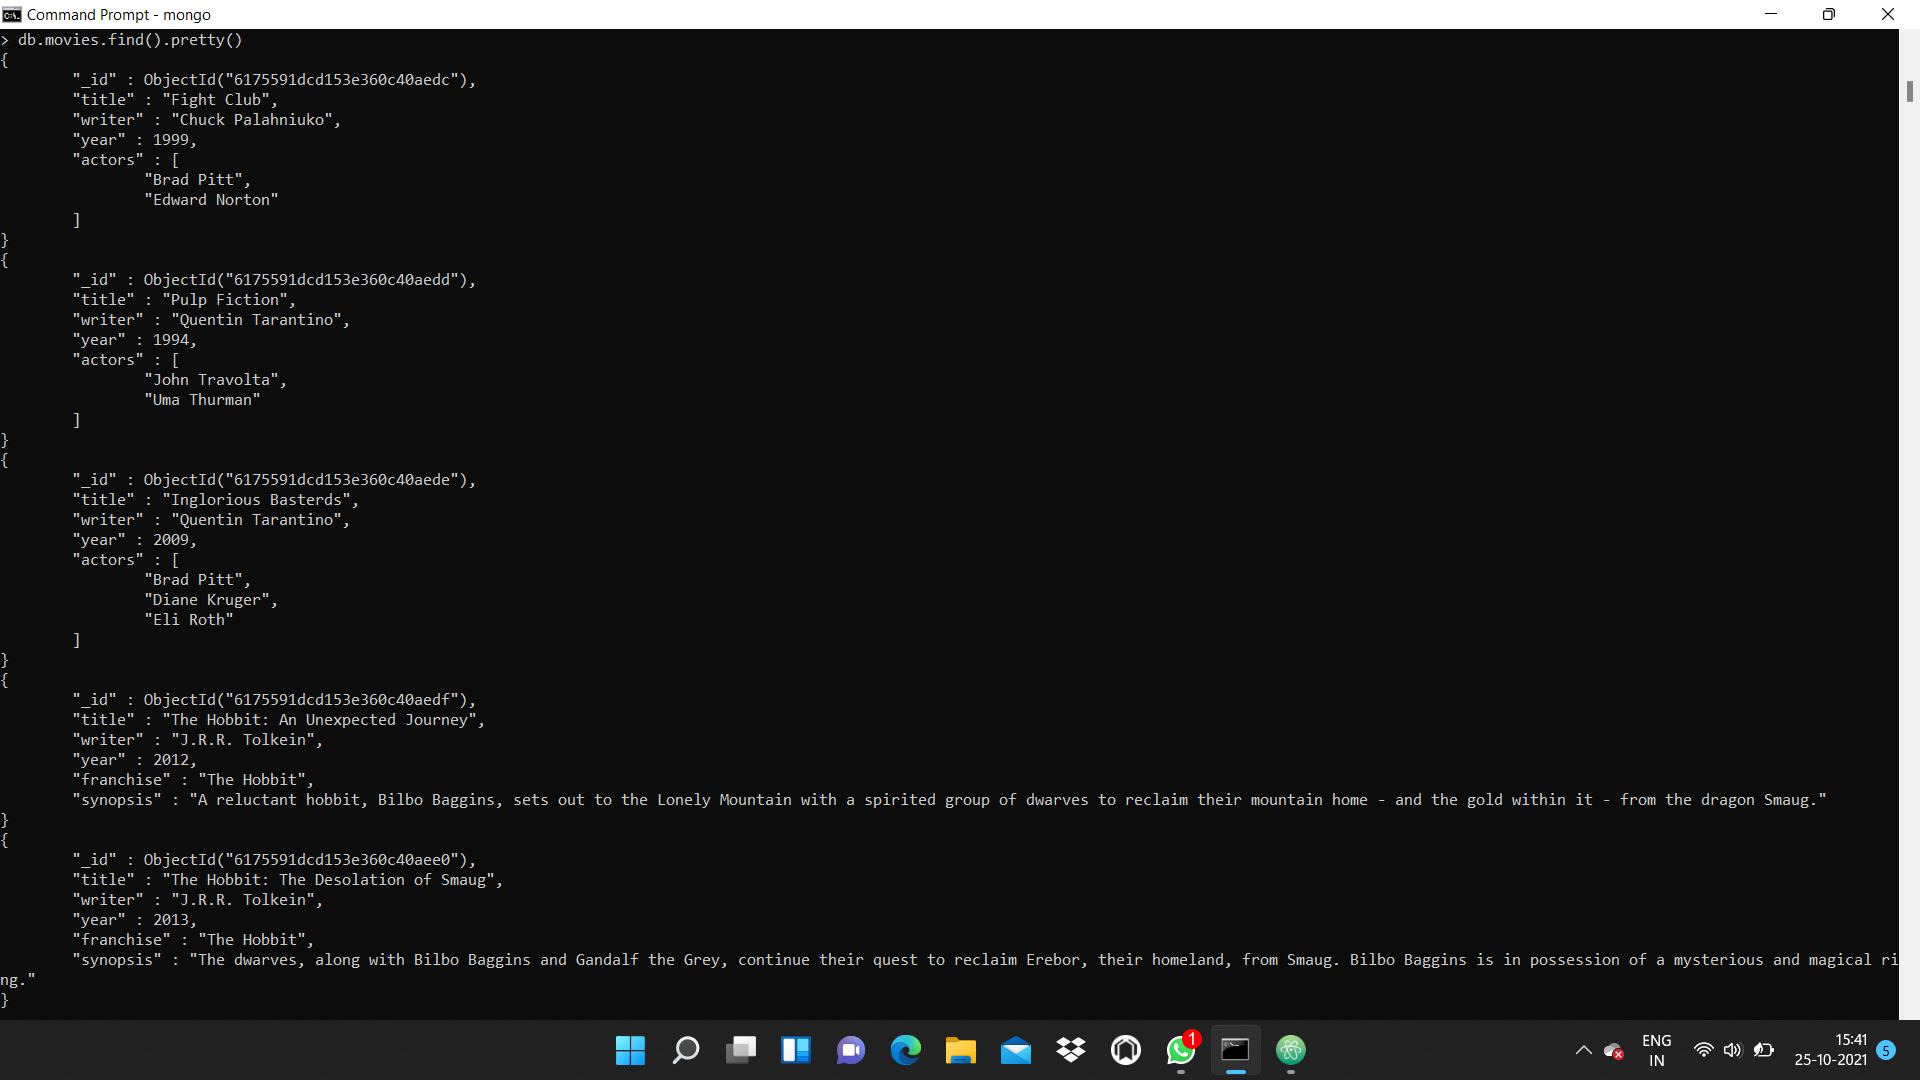 Command Prompt - mongo
> db.movies.find().pretty()
{
"_id" : ObjectId("6175591dcd153e360c40aedc"),
"title" : "Fight Club",
"writer" : "Chuck Palahniuko",
"year" : 1999,
"actors" : [
"Brad Pitt",
"Edward Norton"
]
}
{
"_id" : ObjectId("6175591dcd153e360c40aedd"),
"title" : "Pulp Fiction",
"writer" : "Quentin Tarantino",
"year" : 1994,
"actors" : [
"John Travolta",
"Uma Thurman"
]
}
{
"_id" : ObjectId("6175591dcd153e360c40aede"),
"title" : "Inglorious Basterds",
"writer" : "Quentin Tarantino",
"year" : 2009,
"actors" : [
"Brad Pitt",
"Diane Kruger",
"Eli Roth"
]
}
{
"_id" : ObjectId("6175591dcd153e360c40aedf"),
"title" : "The Hobbit: An Unexpected Journey",
"writer" : "J.R.R. Tolkein",
"year" : 2012,
"franchise" : "The Hobbit",
"synopsis" : "A reluctant hobbit, Bilbo Baggins, sets out to the Lonely Mountain with a spirited group of dwarves to reclaim their mountain home - and the gold within it - from the dragon Smaug."
}
{
"_id" : ObjectId("6175591dcd153e360c40aee0"),
"title" : "The Hobbit: The Desolation of Smaug",
"writer" : "J.R.R. Tolkein",
"year" : 2013,
"franchise" : "The Hobbit",
"synopsis" : "The dwarves, along with Bilbo Baggins and Gandalf the Grey, continue their quest to reclaim Erebor, their homeland, from Smaug. Bilbo Baggins is in possession of a mysterious and magical ri
ng."
}
1
ENG
IN
15:41
25-10-2021
5